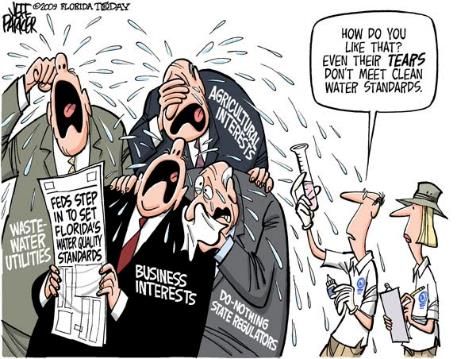 JEFF
PARKER
©2009 FLORIDA TODAY
HOW DO YOU
LIKE THAT?
EVEN THEIR TEARS
DON'T MEET CLEAN
WATER STANDARDS.
AGRICULTURAL
INTERESTS
WASTE-
WATER
UTILITIES
FEDS STEP
IN TO SET
FLORIDA'S
WATER QUALITY
STANDARDS
BUSINESS
INTERESTS
DO-NOTHING
STATE REGULATORS